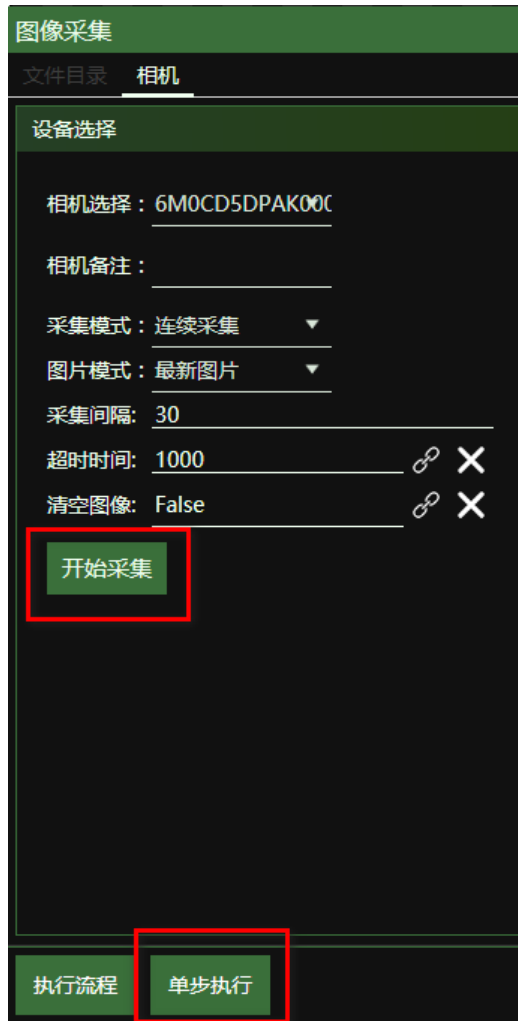 图像采集
文件目录 相机
设备选择
相机选择：6M0CD5DPAK00
相机备注：
采集模式：连续采集
图片模式：最新图片
采集间隔: 30
超时时间: 1000
清空图像: False
开始采集
执行流程 单步执行